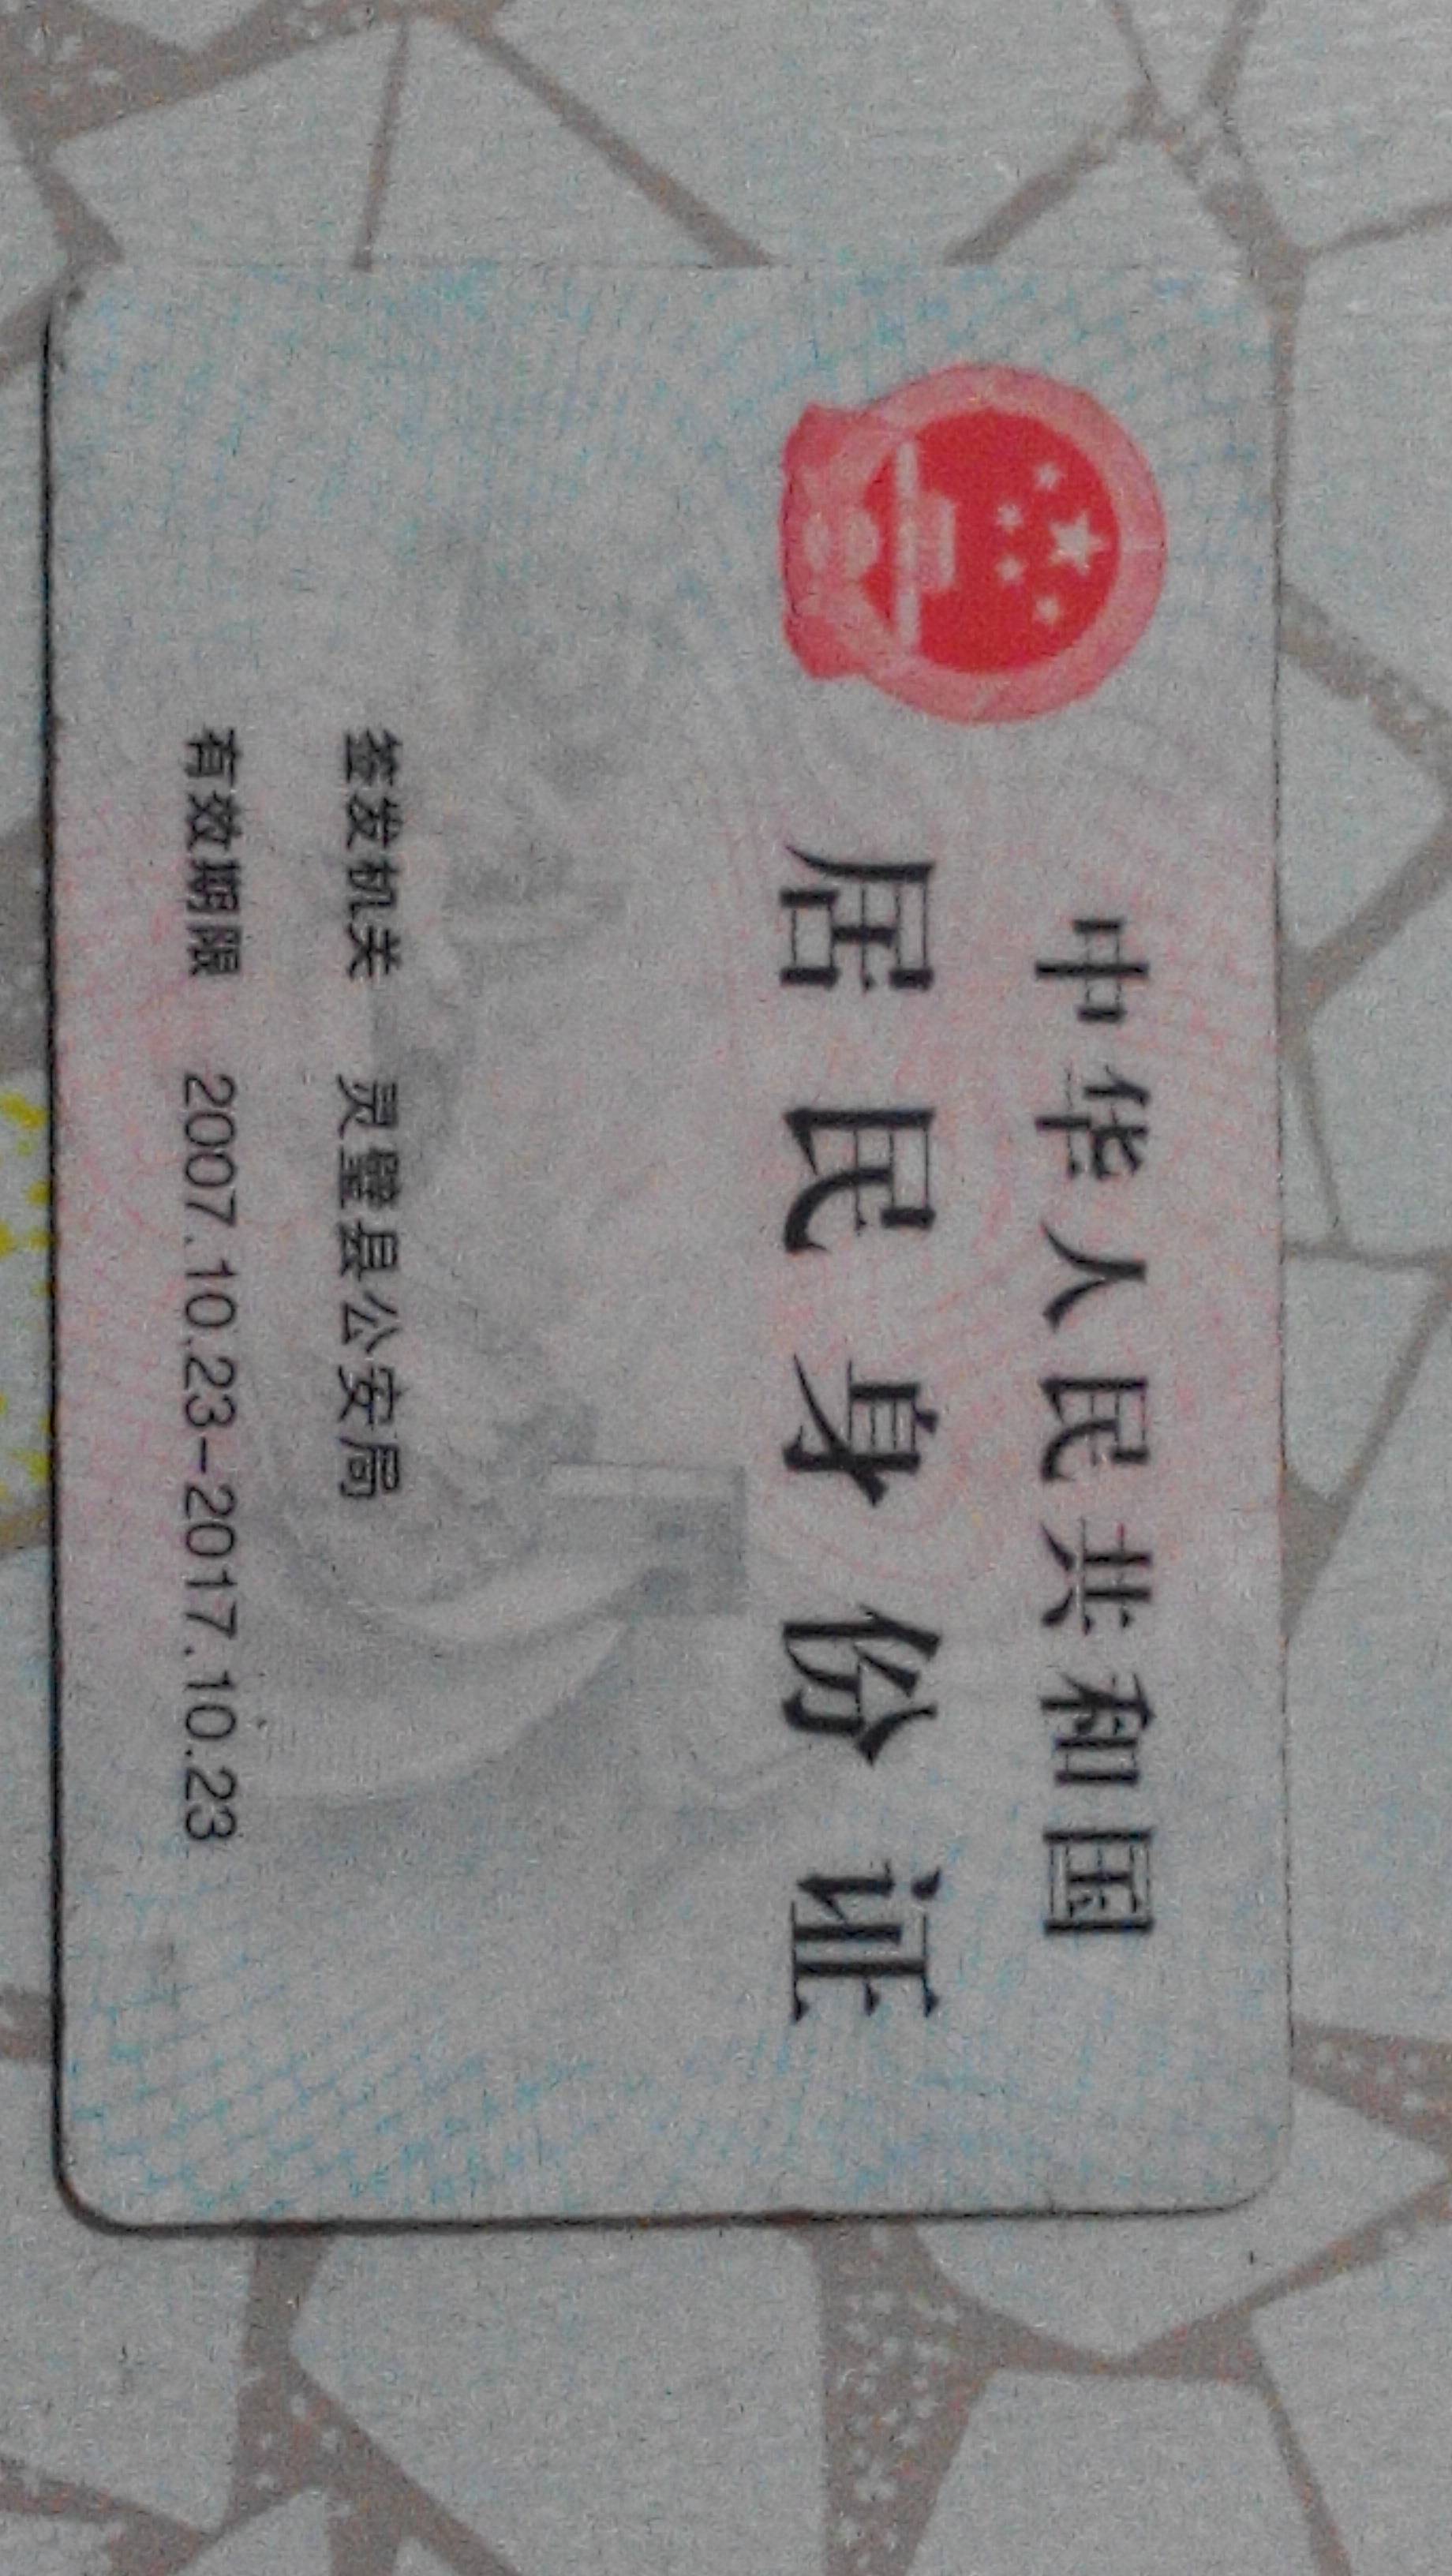 中华人民共和国
居民身份证
签发机关 灵璧县公安局
有效期限 2007.10.23-2017.10.23